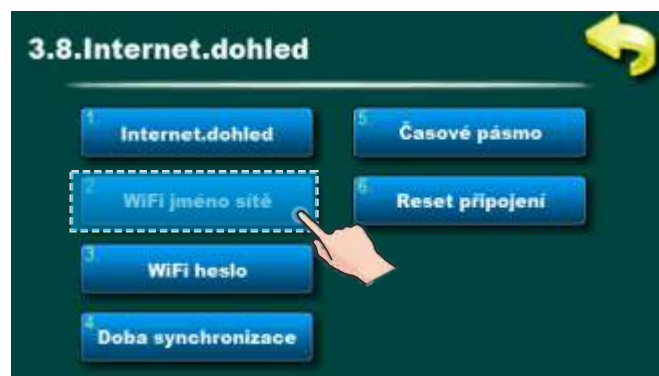 3.8.Internet.dohled
1
Internet.dohled
2
WiFi jméno sítě
3
WiFi heslo
4
Doba synchronizace
5
Časové pásmo
6
Reset připojení